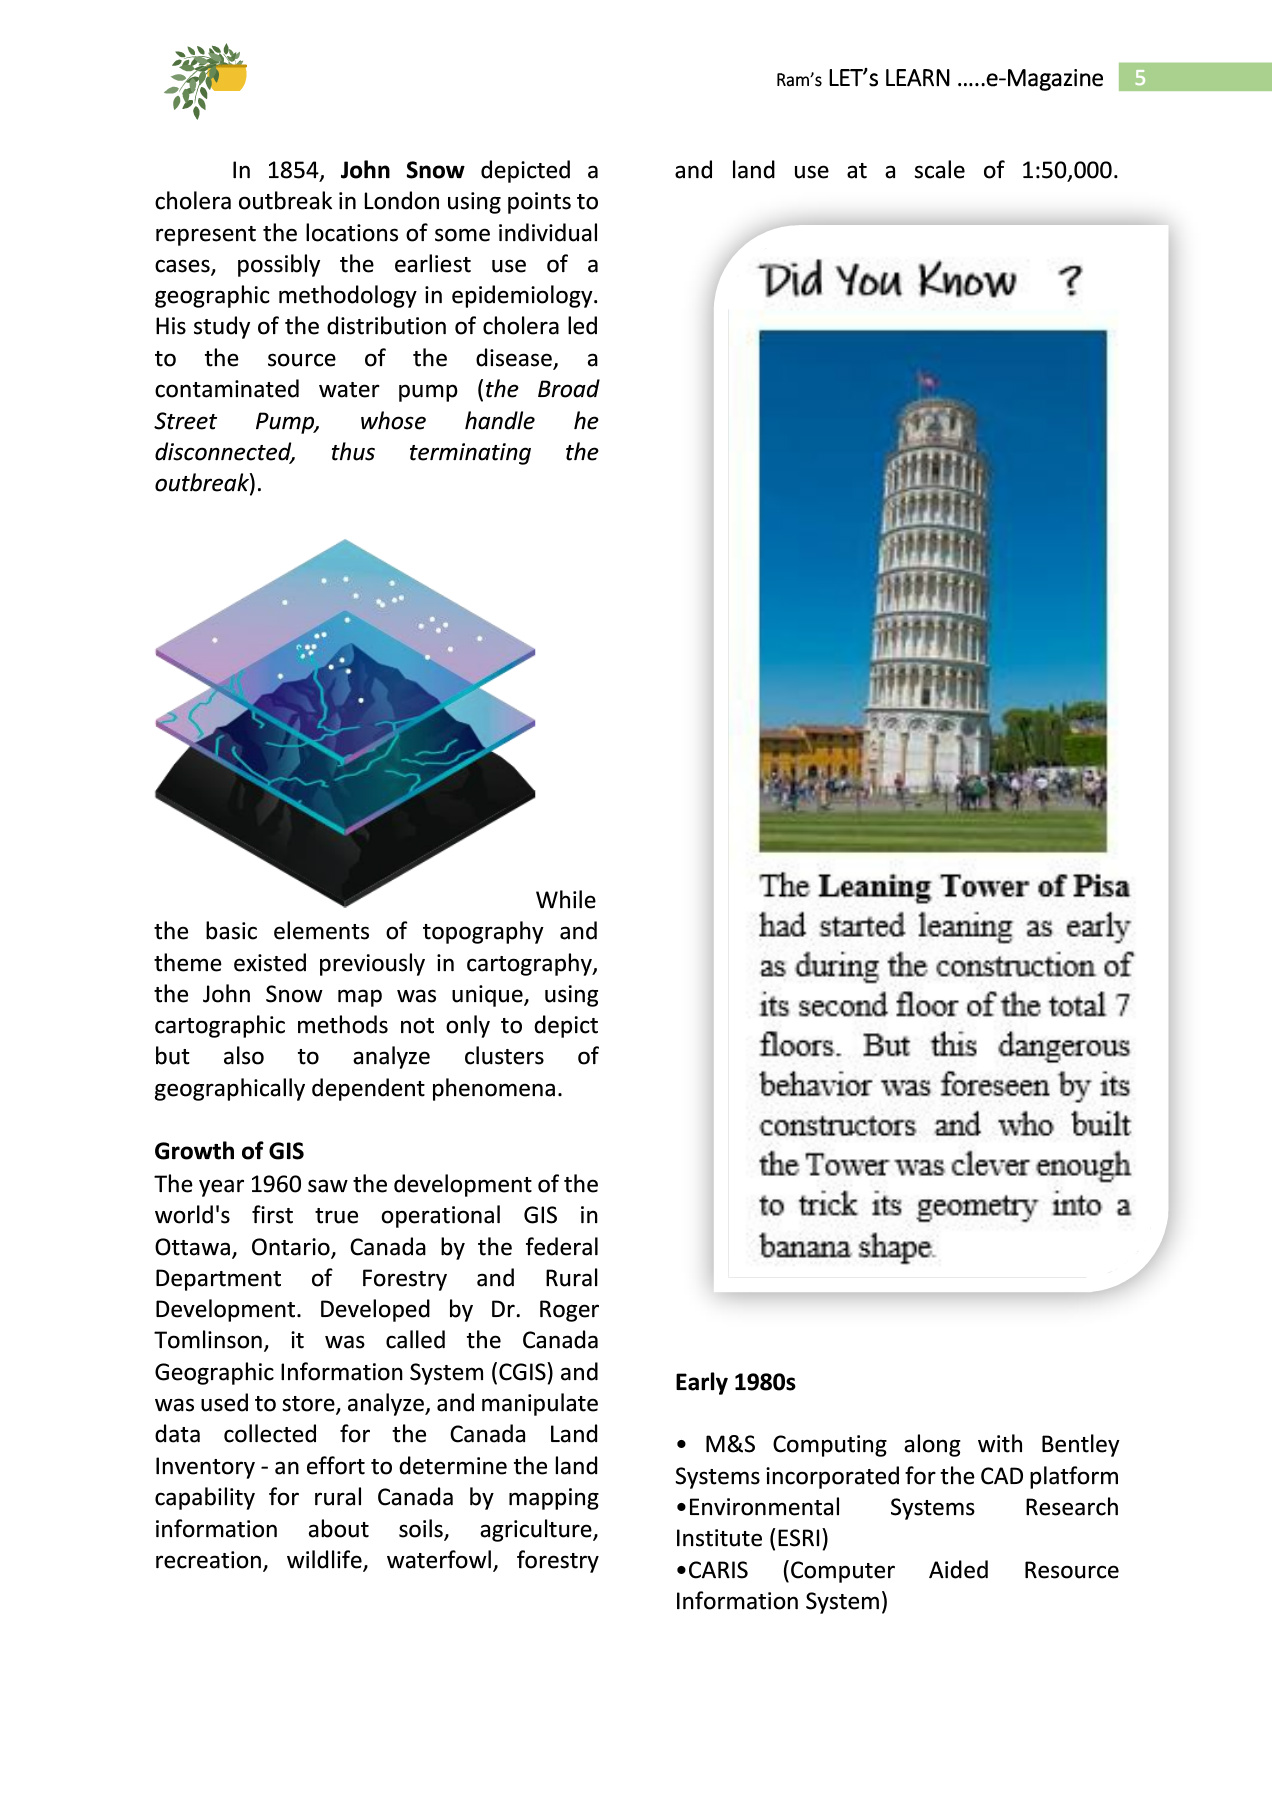 Ram's LET's LEARN .....e-Magazine 5
In 1854, John Snow depicted a
cholera outbreak in London using points to
represent the locations of some individual
cases, possibly the earliest use of a
geographic methodology in epidemiology.
His study of the distribution of cholera led
to the source of the disease, a
contaminated water pump (the Broad
Street Pump, whose handle he
disconnected, thus terminating the
outbreak).
While
the basic elements of topography and
theme existed previously in cartography,
the John Snow map was unique, using
cartographic methods not only to depict
but also to analyze clusters of
geographically dependent phenomena.
Growth of GIS
The year 1960 saw the development of the
world's first true operational GIS in
Ottawa, Ontario, Canada by the federal
Department of Forestry and Rural
Development. Developed by Dr. Roger
Tomlinson, it was called the Canada
Geographic Information System (CGIS) and
was used to store, analyze, and manipulate
data collected for the Canada Land
Inventory - an effort to determine the land
capability for rural Canada by mapping
information about soils, agriculture,
recreation, wildlife, waterfowl, forestry
and land use at a scale of 1:50,000.
Did You Know ?
The Leaning Tower of Pisa
had started leaning as early
as during the construction of
its second floor of the total 7
floors. But this dangerous
behavior was foreseen by its
constructors and who built
the Tower was clever enough
to trick its geometry into a
banana shape.
Early 1980s
• M&S Computing along with Bentley
Systems incorporated for the CAD platform
•Environmental Systems Research
Institute (ESRI)
•CARIS (Computer Aided Resource
Information System)